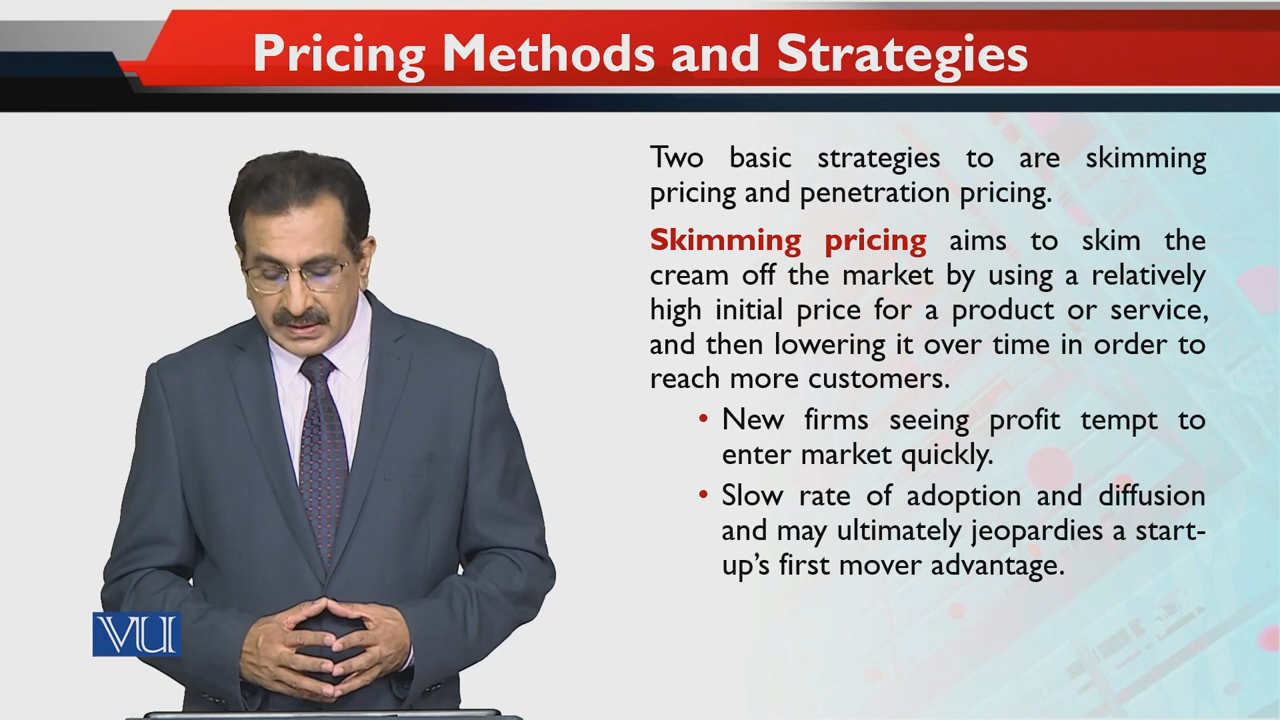 Pricing Methods and Strategies
Two basic strategies to are skimming
pricing and penetration pricing.
Skimming pricing aims to skim the
cream off the market by using a relatively
high initial price for a product or service,
and then lowering it over time in order to
reach more customers.
• New firms seeing profit tempt to
enter market quickly.
• Slow rate of adoption and diffusion
and may ultimately jeopardies a start-
up's first mover advantage.
VU